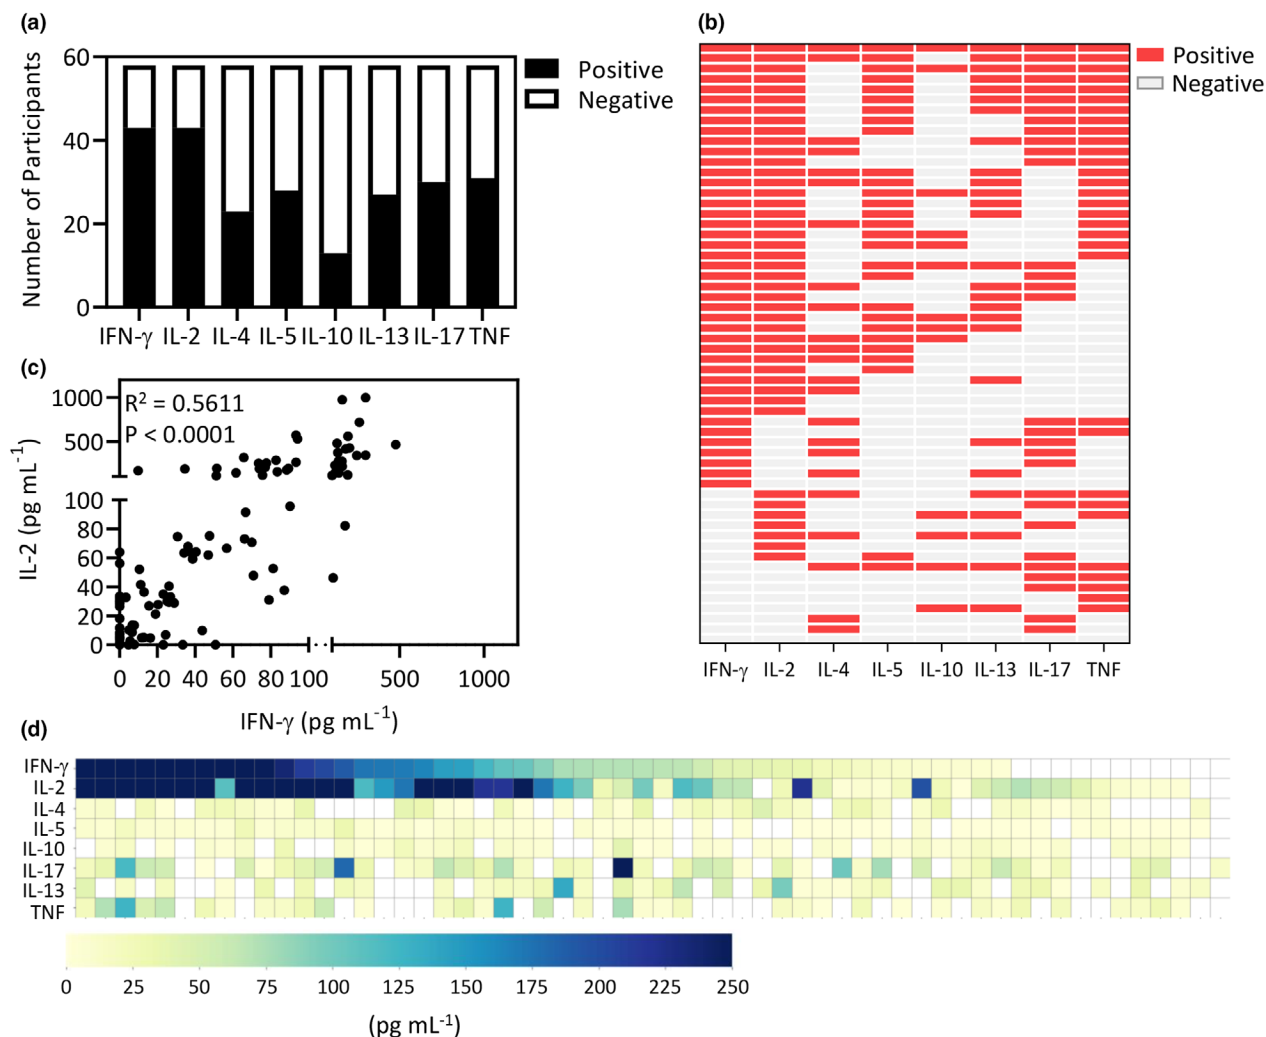 (a)
60
40
20
0
Number of Participants
IFN-γ IL-2 IL-4 IL-5 IL-10 IL-13 IL-17 TNF
Positive
Negative
(b)
Positive
Negative
IFN-γ IL-2 IL-4 IL-5 IL-10 IL-13 IL-17 TNF
(c)
R² = 0.5611
P < 0.0001
1000
500
100
80
60
40
20
0
IL-2 (pg mL⁻¹)
0 20 40 60 80 100 500 1000
IFN-γ (pg mL⁻¹)
(d)
IFN-γ
IL-2
IL-4
IL-5
IL-10
IL-17
IL-13
TNF
0 25 50 75 100 125 150 175 200 225 250
(pg mL⁻¹)